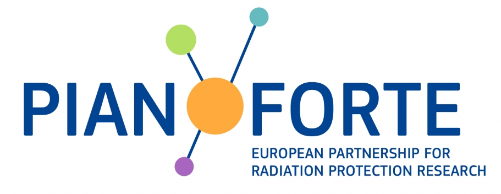 PIANOFORTE
EUROPEAN PARTNERSHIP FOR
RADIATION PROTECTION RESEARCH